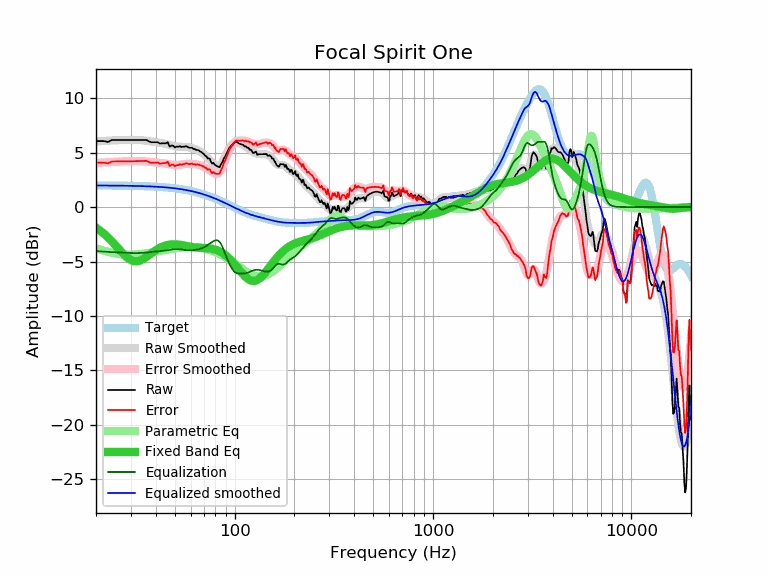 Focal Spirit One
Amplitude (dBr)
10
5
0
−5
−10
−15
−20
−25
Target
Raw Smoothed
Error Smoothed
Raw
Error
Parametric Eq
Fixed Band Eq
Equalization
Equalized smoothed
100 1000 10000
Frequency (Hz)